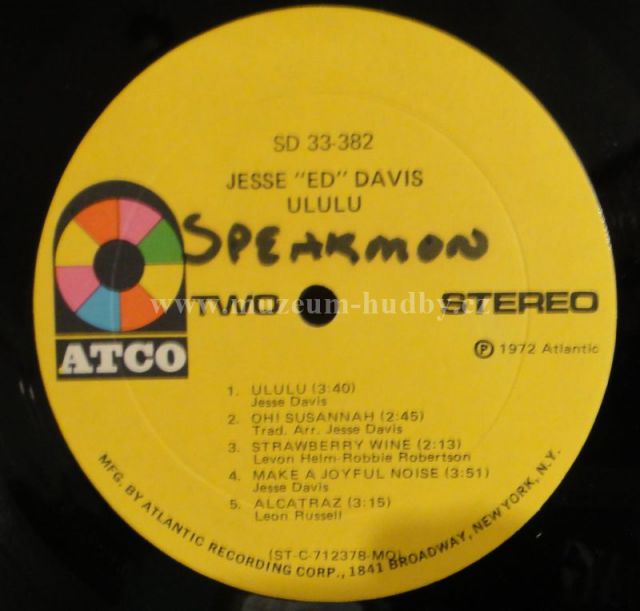 SD 33-382
JESSE "ED" DAVIS
ULULU
SPEAKMON
TWO
STEREO
www.muzeum-hudby.cz
ATCO
Ⓟ 1972 Atlantic
1. ULULU (3:40)
Jesse Davis
2. OH! SUSANNAH (2:45)
Trad. Arr. Jesse Davis
3. STRAWBERRY WINE (2:13)
Levon Helm-Robbie Robertson
4. MAKE A JOYFUL NOISE (3:51)
Jesse Davis
5. ALCATRAZ (3:15)
Leon Russell
(ST-C-712378-MO)
MFG. BY ATLANTIC RECORDING CORP., 1841 BROADWAY, NEW YORK, N.Y.